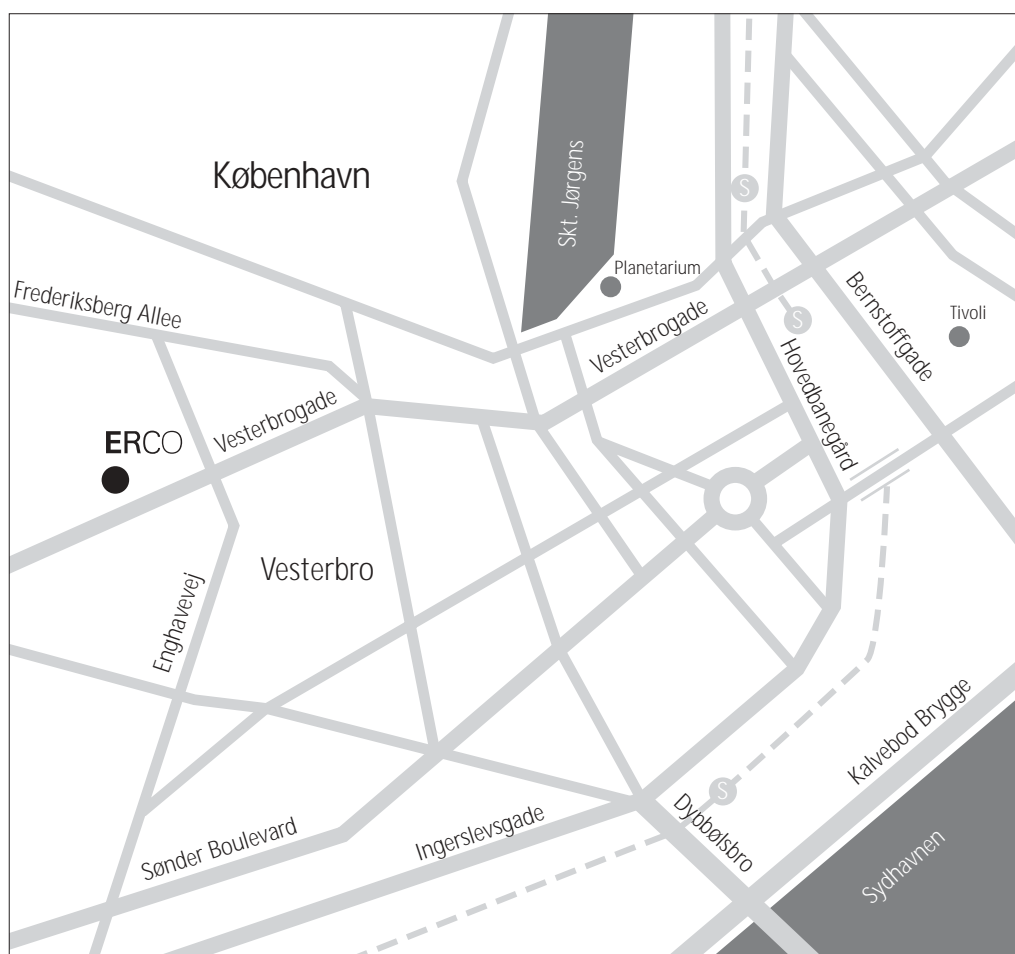 København
Skt. Jørgens
S
Planetarium
Frederiksberg Allee
Vesterbrogade
S
Hovedbanegård
Bernstoffgade
Tivoli
Vesterbrogade
ERCO
Vesterbro
Enghavevej
Kalvebod Brygge
S
Dybbølsbro
Ingerslevsgade
Sønder Boulevard
Sydhavnen